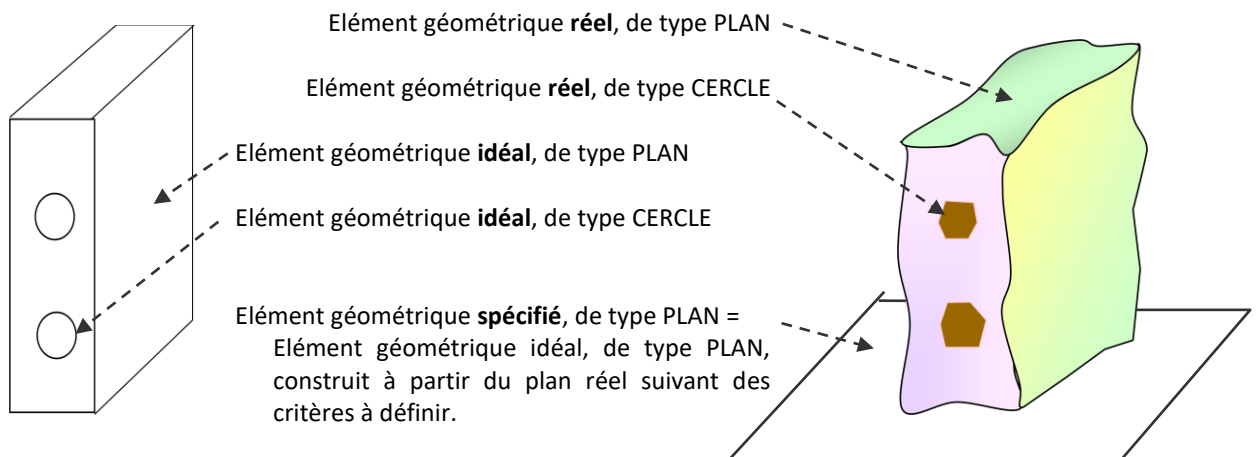 Elément géométrique réel, de type PLAN
Elément géométrique réel, de type CERCLE
Elément géométrique idéal, de type PLAN
Elément géométrique idéal, de type CERCLE
Elément géométrique spécifié, de type PLAN =
Elément géométrique idéal, de type PLAN,
construit à partir du plan réel suivant des
critères à définir.